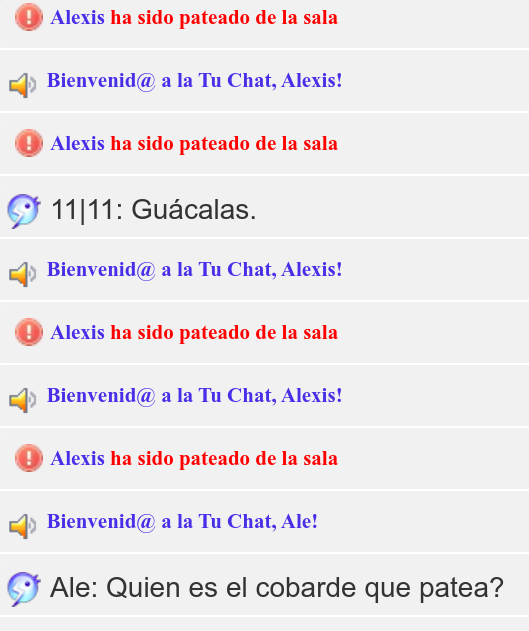 Alexis ha sido pateado de la sala
Bienvenid@ a la Tu Chat, Alexis!
Alexis ha sido pateado de la sala
11|11: Guácalas.
Bienvenid@ a la Tu Chat, Alexis!
Alexis ha sido pateado de la sala
Bienvenid@ a la Tu Chat, Alexis!
Alexis ha sido pateado de la sala
Bienvenid@ a la Tu Chat, Ale!
Ale: Quien es el cobarde que patea?